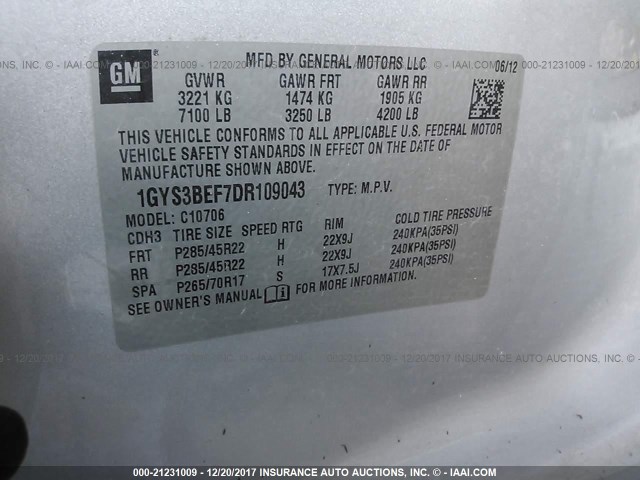 GM®
MFD BY GENERAL MOTORS LLC 06/12
GVWR GAWR FRT GAWR RR
3221 KG 1474 KG 1905 KG
7100 LB 3250 LB 4200 LB
THIS VEHICLE CONFORMS TO ALL APPLICABLE U.S. FEDERAL MOTOR
VEHICLE SAFETY STANDARDS IN EFFECT ON THE DATE OF
MANUFACTURE SHOWN ABOVE.
1GYS3BEF7DR109043 TYPE: M.P.V.
MODEL: C10706
CDH3 TIRE SIZE SPEED RTG RIM COLD TIRE PRESSURE
FRT P285/45R22 H 22X9J 240KPA(35PSI)
RR P285/45R22 H 22X9J 240KPA(35PSI)
SPA P265/70R17 S 17X7.5J 240KPA(35PSI)
SEE OWNER'S MANUAL FOR MORE INFORMATION.
000-21231009 - 12/20/2017 INSURANCE AUTO AUCTIONS, INC. - IAAI.COM